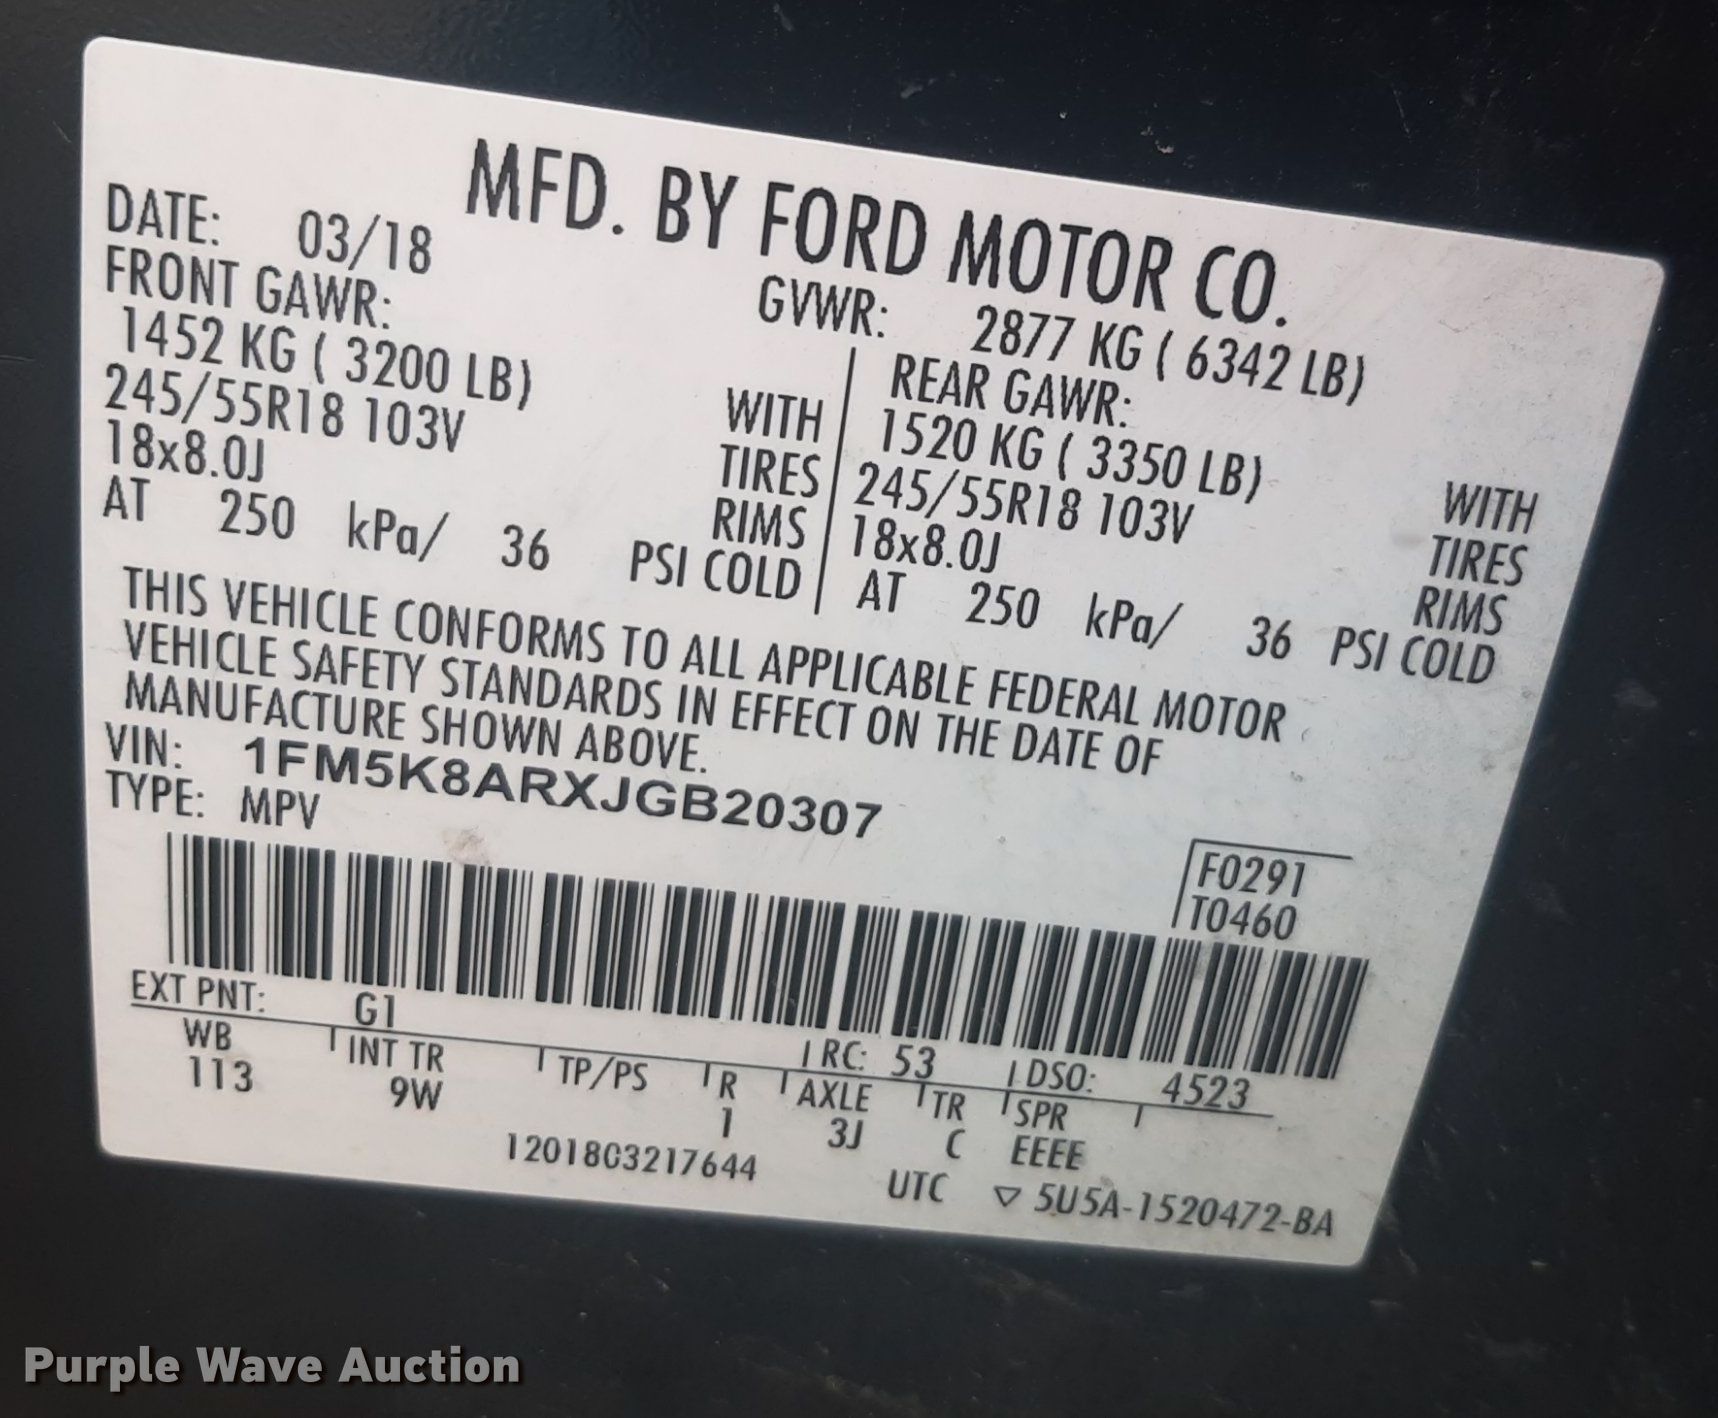 MFD. BY FORD MOTOR CO.
DATE: 03/18
GVWR: 2877 KG ( 6342 LB)
FRONT GAWR:
1452 KG ( 3200 LB) WITH
245/55R18 103V TIRES
18x8.0J RIMS
AT 250 kPa/ 36 PSI COLD
REAR GAWR:
1520 KG ( 3350 LB) WITH
245/55R18 103V TIRES
18x8.0J RIMS
AT 250 kPa/ 36 PSI COLD
THIS VEHICLE CONFORMS TO ALL APPLICABLE FEDERAL MOTOR
VEHICLE SAFETY STANDARDS IN EFFECT ON THE DATE OF
MANUFACTURE SHOWN ABOVE.
VIN: 1FM5K8ARXJGB20307
TYPE: MPV
F0291
T0460
EXT PNT: G1 RC: 53 DSO: 4523
WB INT TR TP/PS R AXLE TR SPR
113 9W 1 3J C EEEE
1201803217644
UTC ▽ 5U5A-1520472-BA
Purple Wave Auction